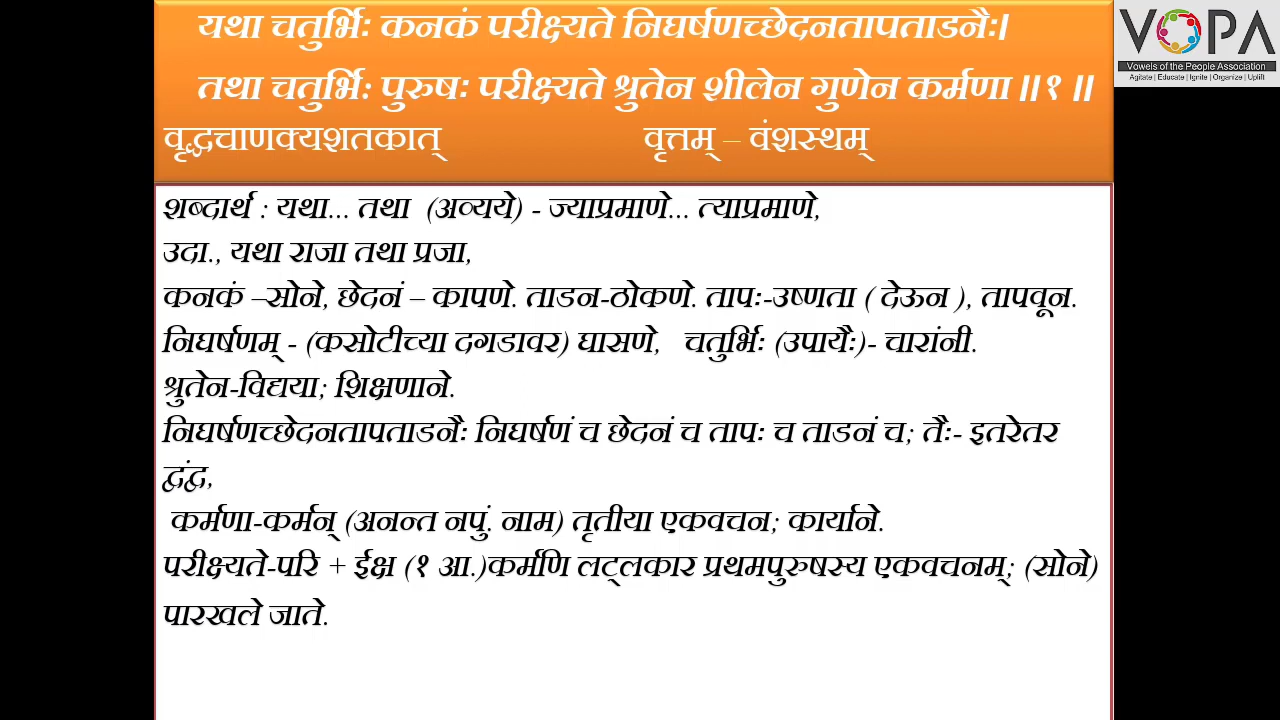 यथा चतुर्भिः कनकं परीक्ष्यते निघर्षणच्छेदनतापताडनैः।
तथा चतुर्भिः पुरुषः परीक्ष्यते श्रुतेन शीलेन गुणेन कर्मणा ॥१॥
वृद्धचाणक्यशतकात् वृत्तम् – वंशस्थम्
VOPA
Vowels of the People Association
Agitate | Educate | Ignite | Organize | Uplift
शब्दार्थ : यथा... तथा (अव्यये) - ज्याप्रमाणे... त्याप्रमाणे,
उदा., यथा राजा तथा प्रजा,
कनकं –सोने, छेदनं – कापणे. ताडन-ठोकणे. तापः-उष्णता ( देऊन ), तापवून.
निघर्षणम् - (कसोटीच्या दगडावर) घासणे, चतुर्भिः (उपायैः)- चारांनी.
श्रुतेन-विद्यया; शिक्षणाने.
निघर्षणच्छेदनतापताडनैः निघर्षणं च छेदनं च तापः च ताडनं च; तैः- इतरेतर
द्वंद्व,
कर्मणा-कर्मन् (अनन्त नपुं. नाम) तृतीया एकवचन; कार्याने.
परीक्ष्यते-परि + ईक्ष (१ आ.)कर्मणि लट्लकार प्रथमपुरुषस्य एकवचनम्; (सोने)
पारखले जाते.